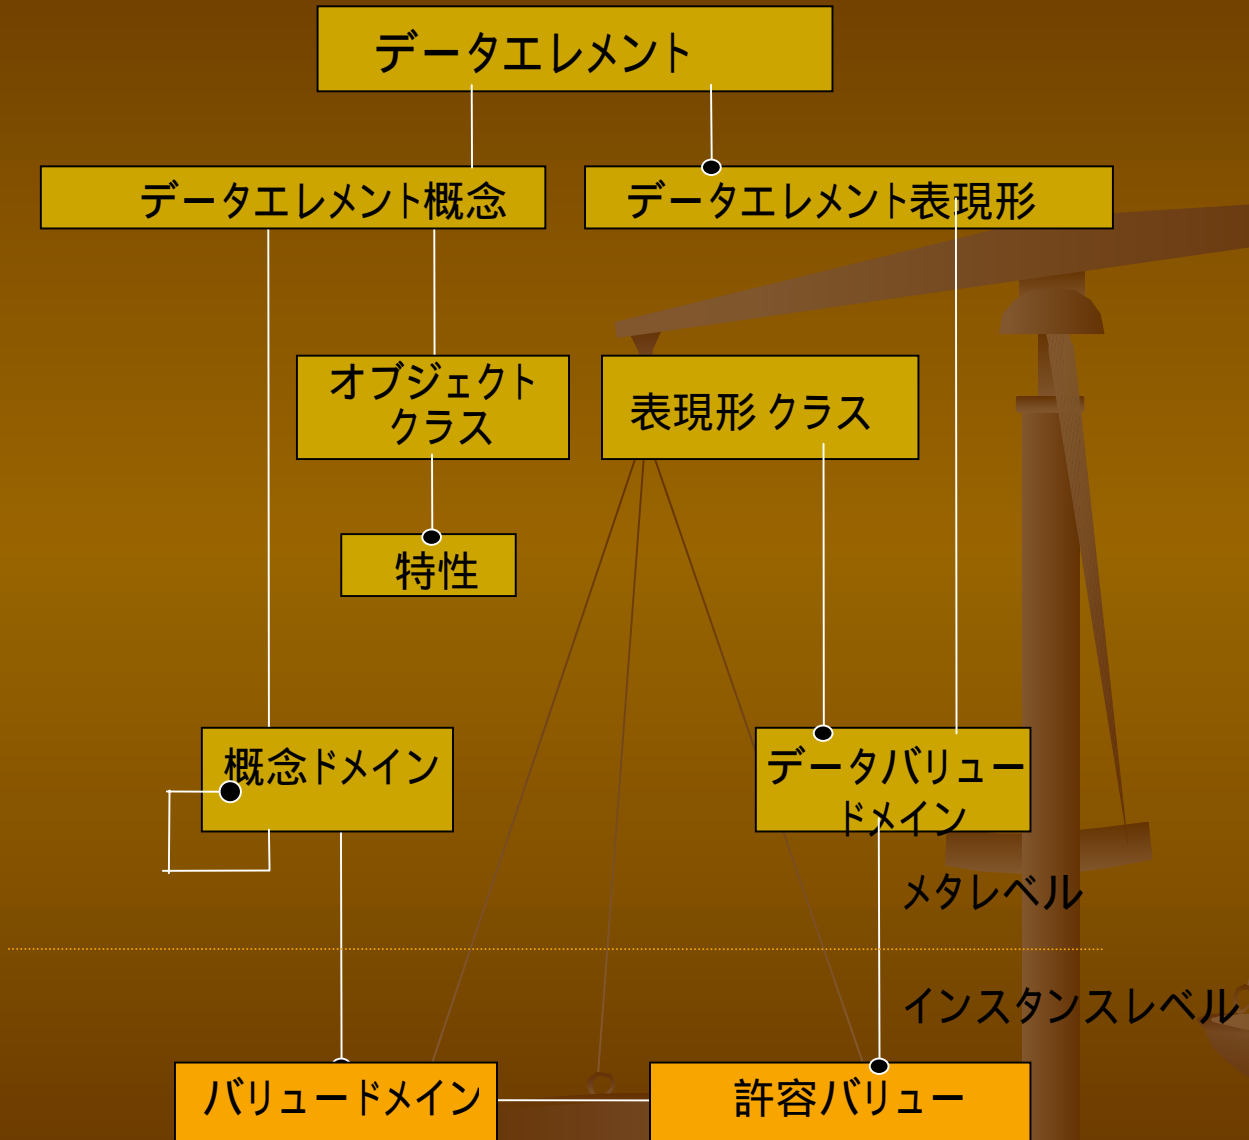 データエレメント
データエレメント概念
データエレメント表現形
オブジェクト
クラス
表現形 クラス
特性
概念ドメイン
データバリュー
ドメイン
メタレベル
インスタンスレベル
バリュードメイン
許容バリュー